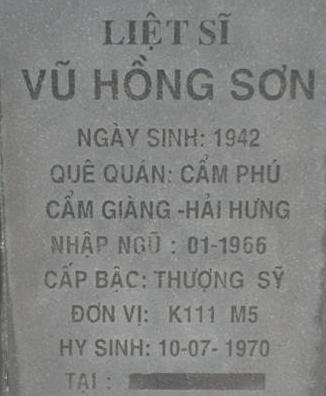 LIỆT SĨ
VŨ HỒNG SƠN
NGÀY SINH: 1942
QUÊ QUÁN: CẨM PHÚ
CẨM GIÀNG -HẢI HƯNG
NHẬP NGŨ : 01-1966
CẤP BẬC: THƯỢNG SỸ
ĐƠN VỊ: K111 M5
HY SINH: 10-07- 1970
TẠI :